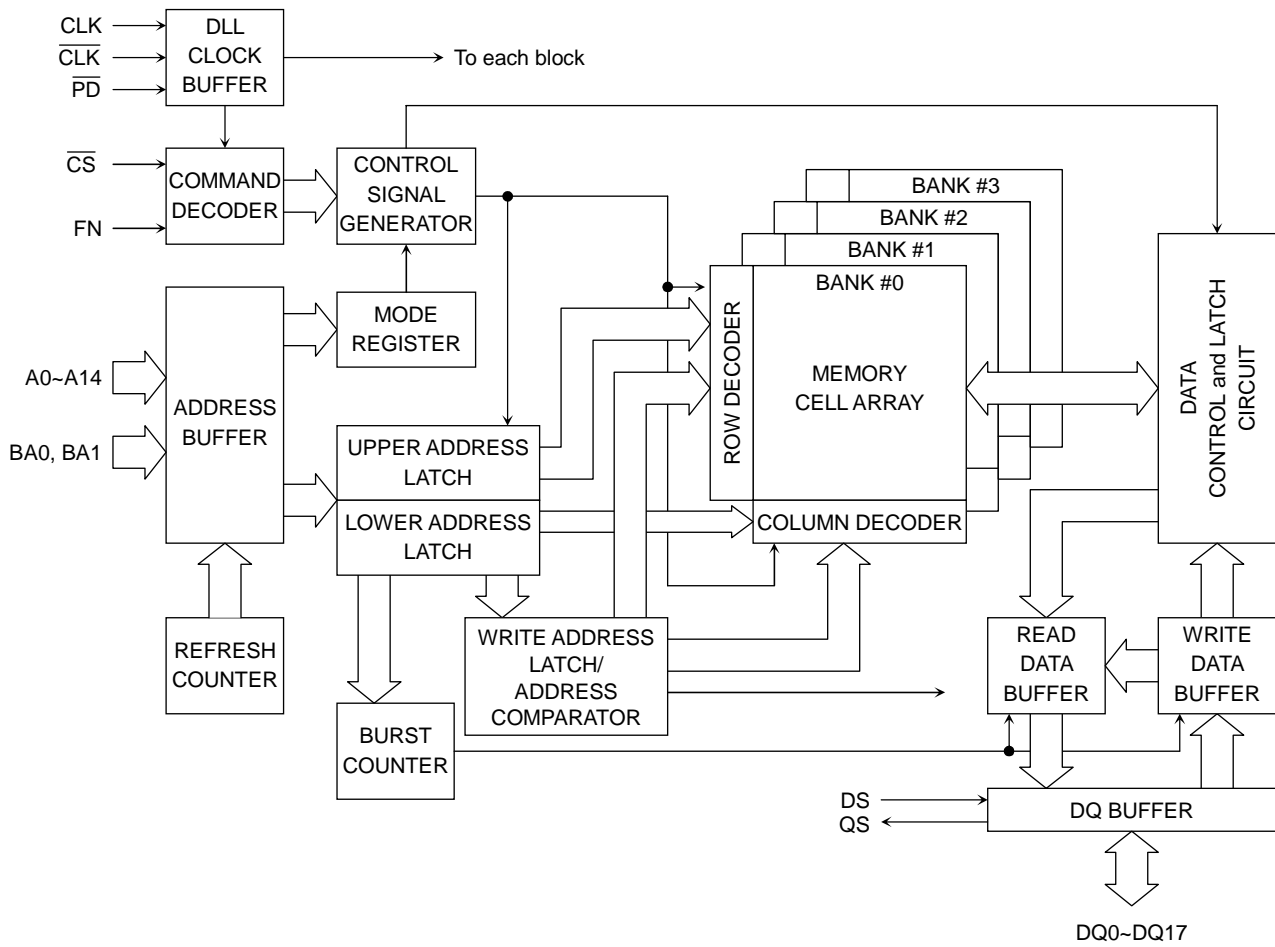 CLK
CLK
PD
DLL
CLOCK
BUFFER
To each block
CS
FN
COMMAND
DECODER
CONTROL
SIGNAL
GENERATOR
MODE
REGISTER
A0~A14
BA0, BA1
ADDRESS
BUFFER
UPPER ADDRESS
LATCH
LOWER ADDRESS
LATCH
REFRESH
COUNTER
BURST
COUNTER
WRITE ADDRESS
LATCH/
ADDRESS
COMPARATOR
BANK #3
BANK #2
BANK #1
BANK #0
ROW DECODER
MEMORY
CELL ARRAY
COLUMN DECODER
DATA
CONTROL and LATCH
CIRCUIT
READ
DATA
BUFFER
WRITE
DATA
BUFFER
DS
QS
DQ BUFFER
DQ0~DQ17